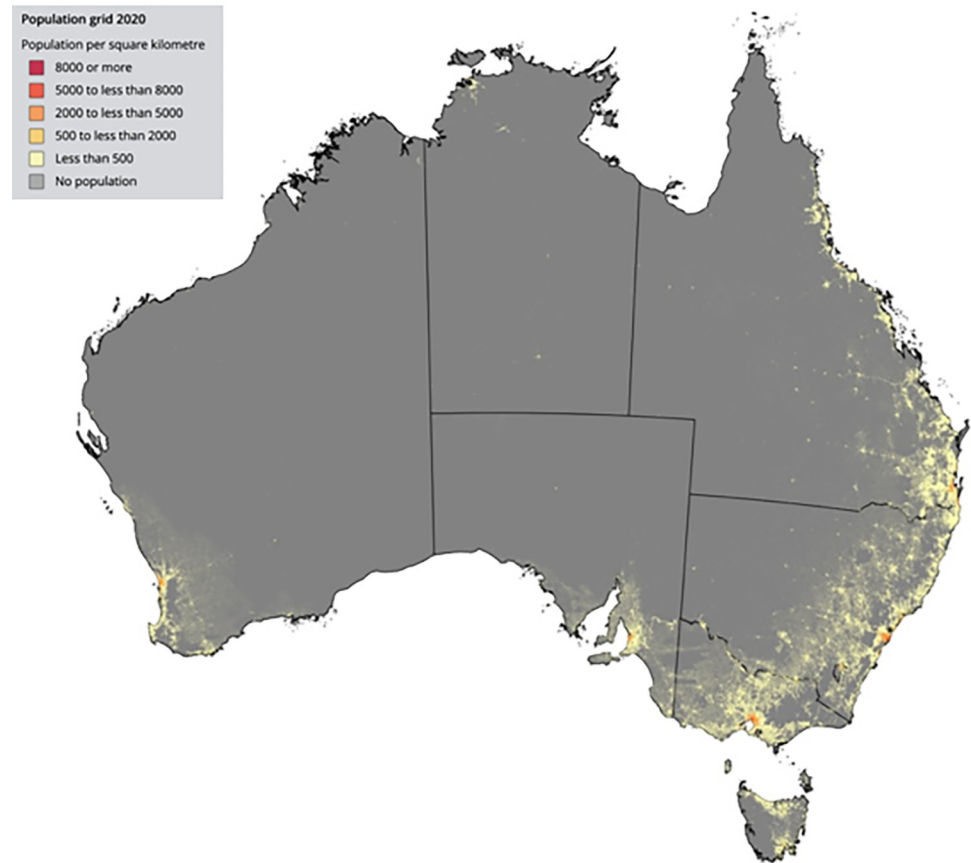 Population grid 2020
Population per square kilometre
8000 or more
5000 to less than 8000
2000 to less than 5000
500 to less than 2000
Less than 500
No population